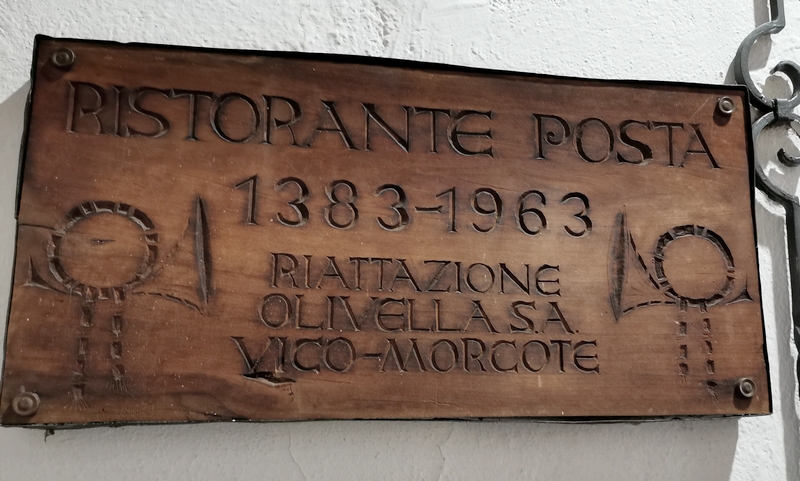 RISTORANTE POSTA
1383-1963
RIATTAZIONE
OLIVELLA S.A.
VICO-MORCOTE